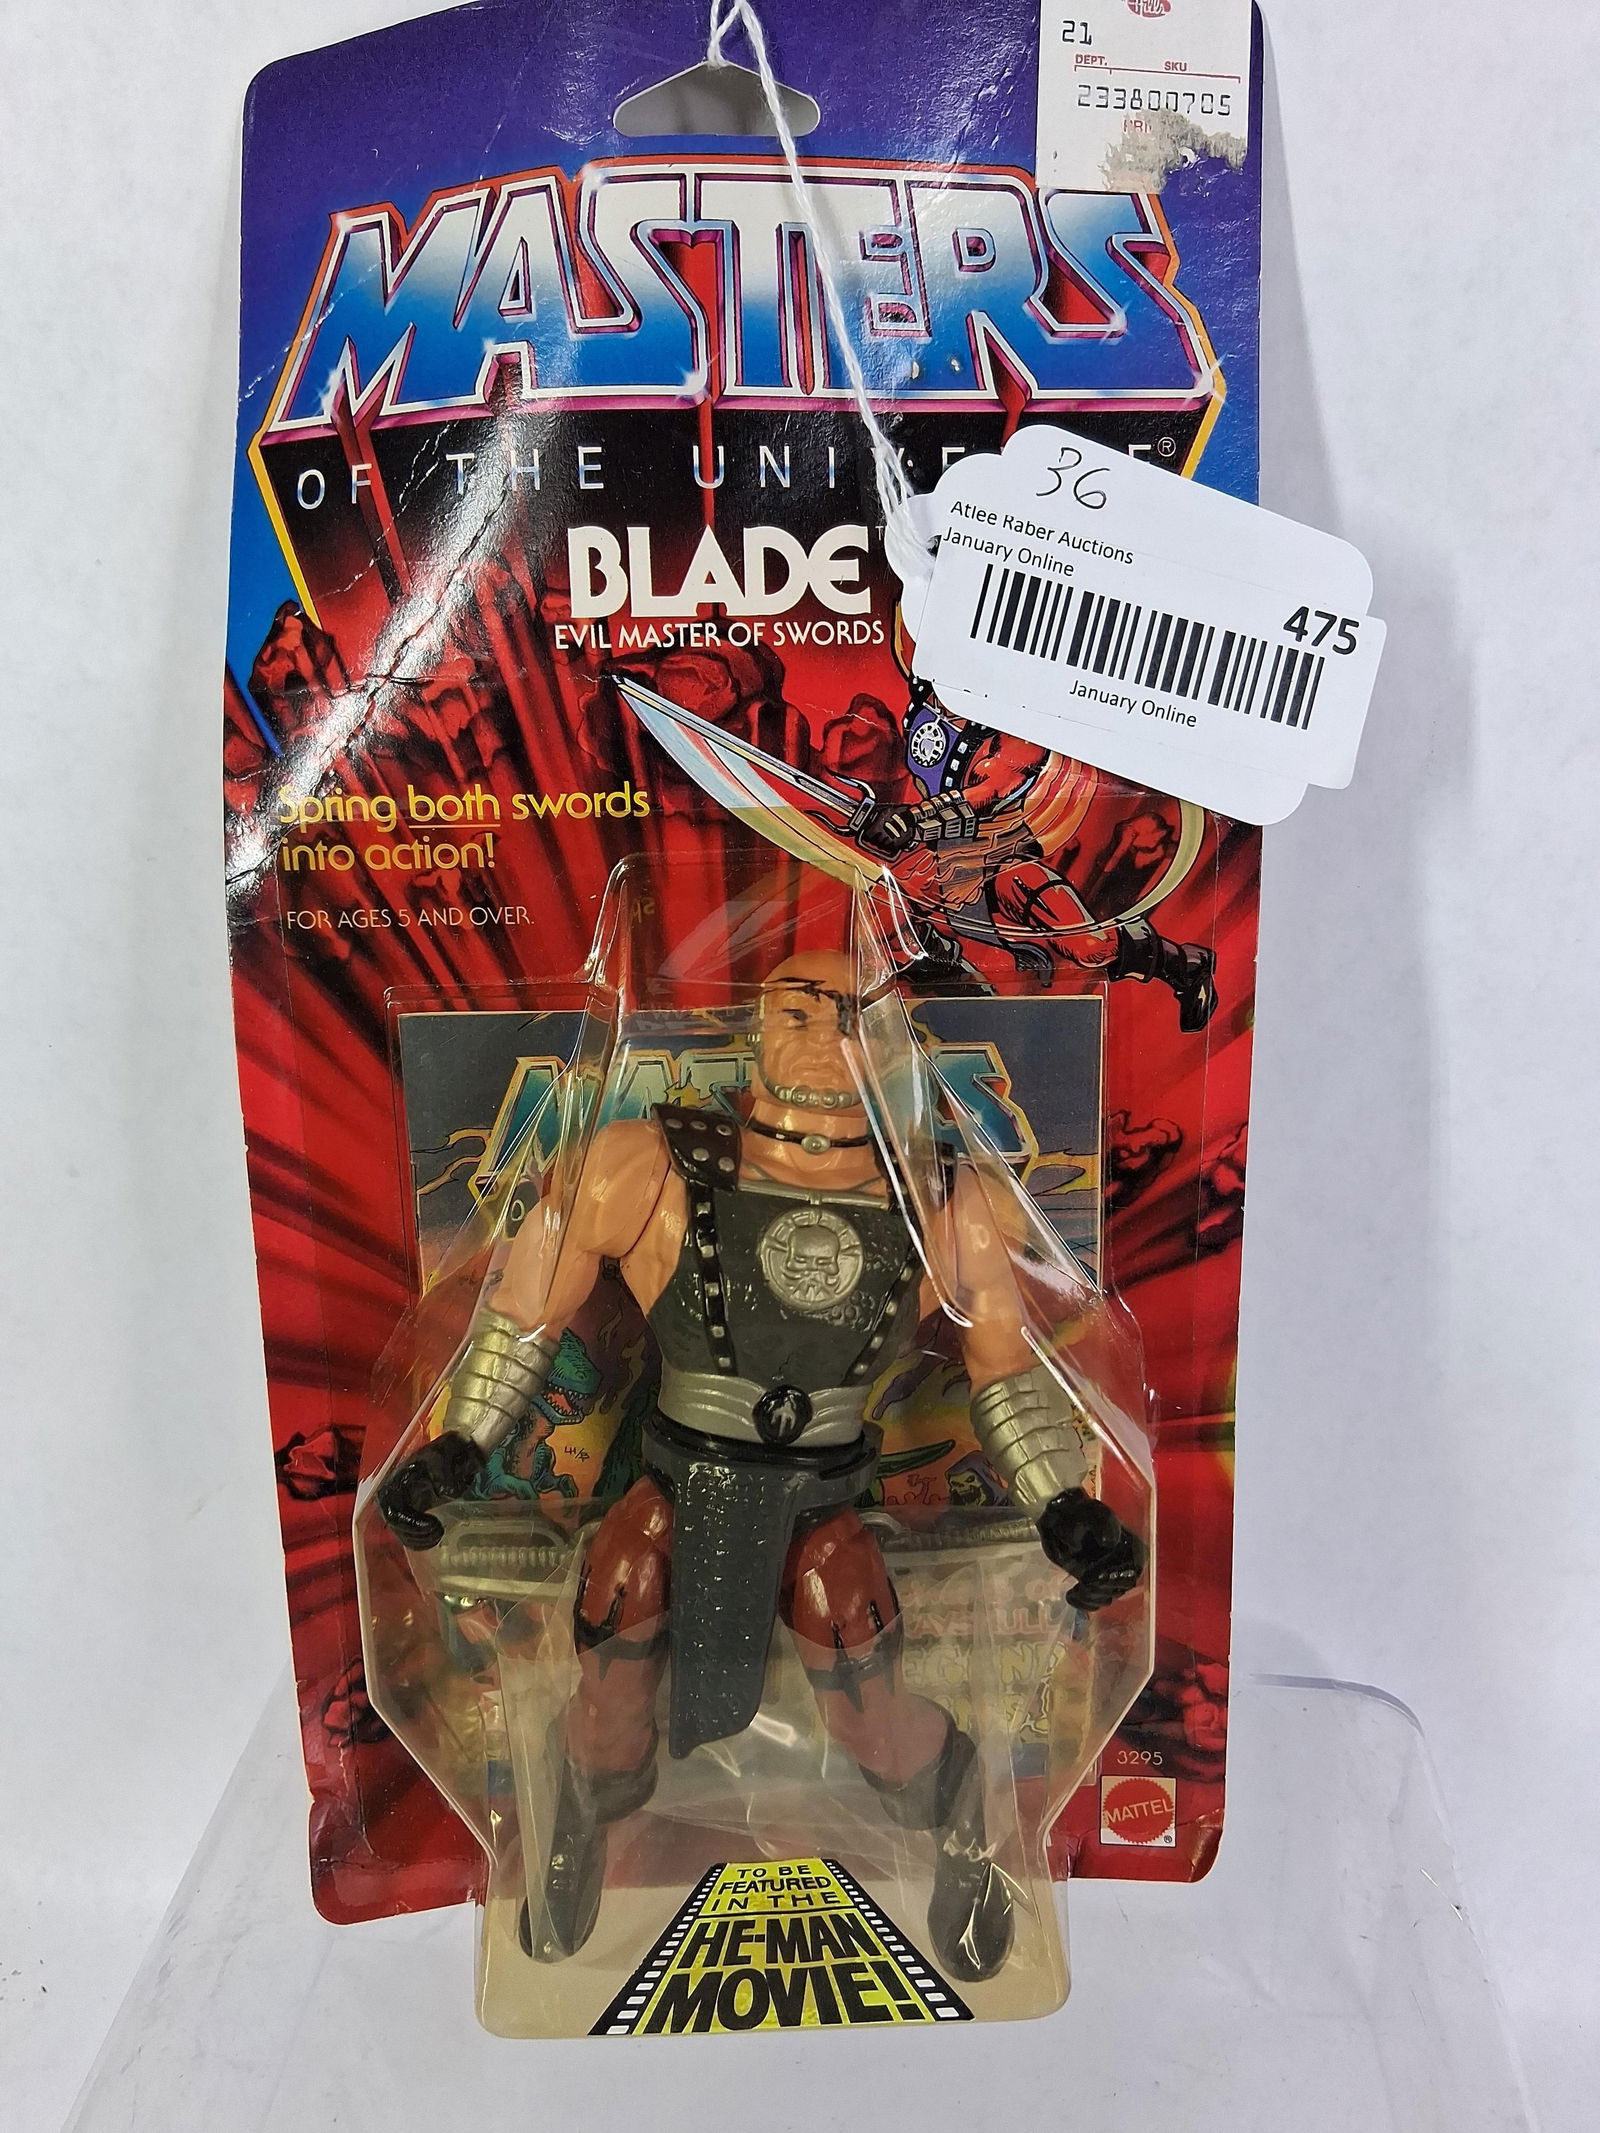 21
DEPT. SKU
233800705
MASTERS
OF THE UNIVE E®
36
Atlee Raber Auctions
January Online
475
January Online
BLADE
EVIL MASTER OF SWORDS
Spring both swords
into action!
FOR AGES 5 AND OVER.
3295
MATTEL
®
TO BE
FEATURED
IN THE
HE-MAN
MOVIE!